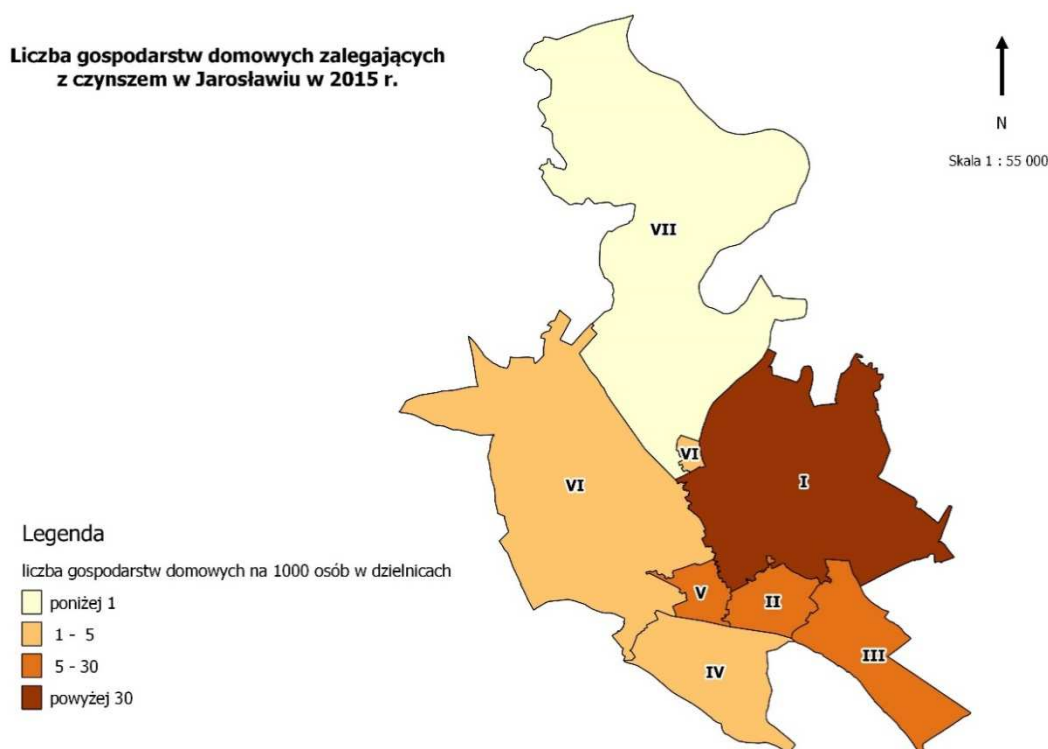 Liczba gospodarstw domowych zalegających
z czynszem w Jarosławiu w 2015 r.
N
Skala 1 : 55 000
VII
VI
VI
I
V
II
III
IV
Legenda
liczba gospodarstw domowych na 1000 osób w dzielnicach
poniżej 1
1 - 5
5 - 30
powyżej 30